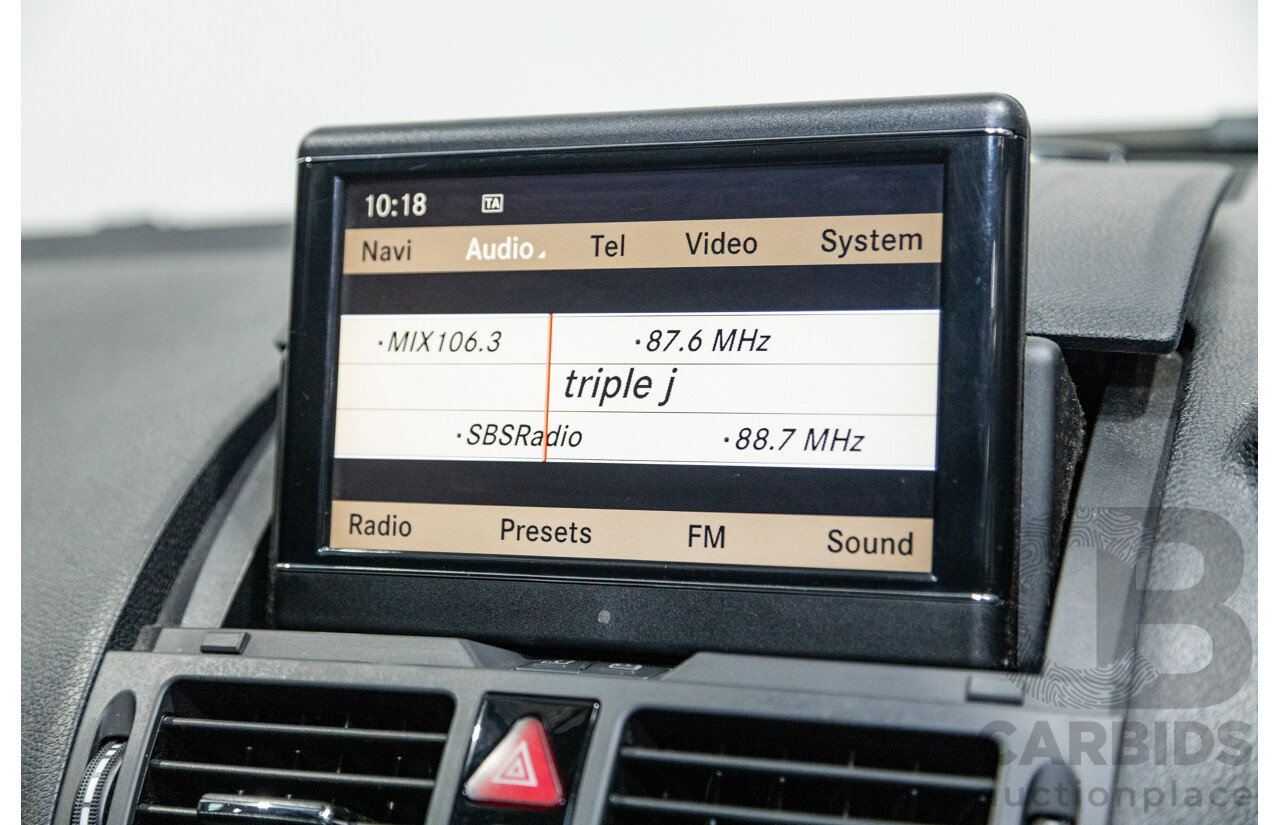 10:18 TA
Navi Audio Tel Video System
·MIX106.3 ·87.6 MHz
triple j
·SBSRadio ·88.7 MHz
Radio Presets FM Sound
B
CARBIDS
auctionplace